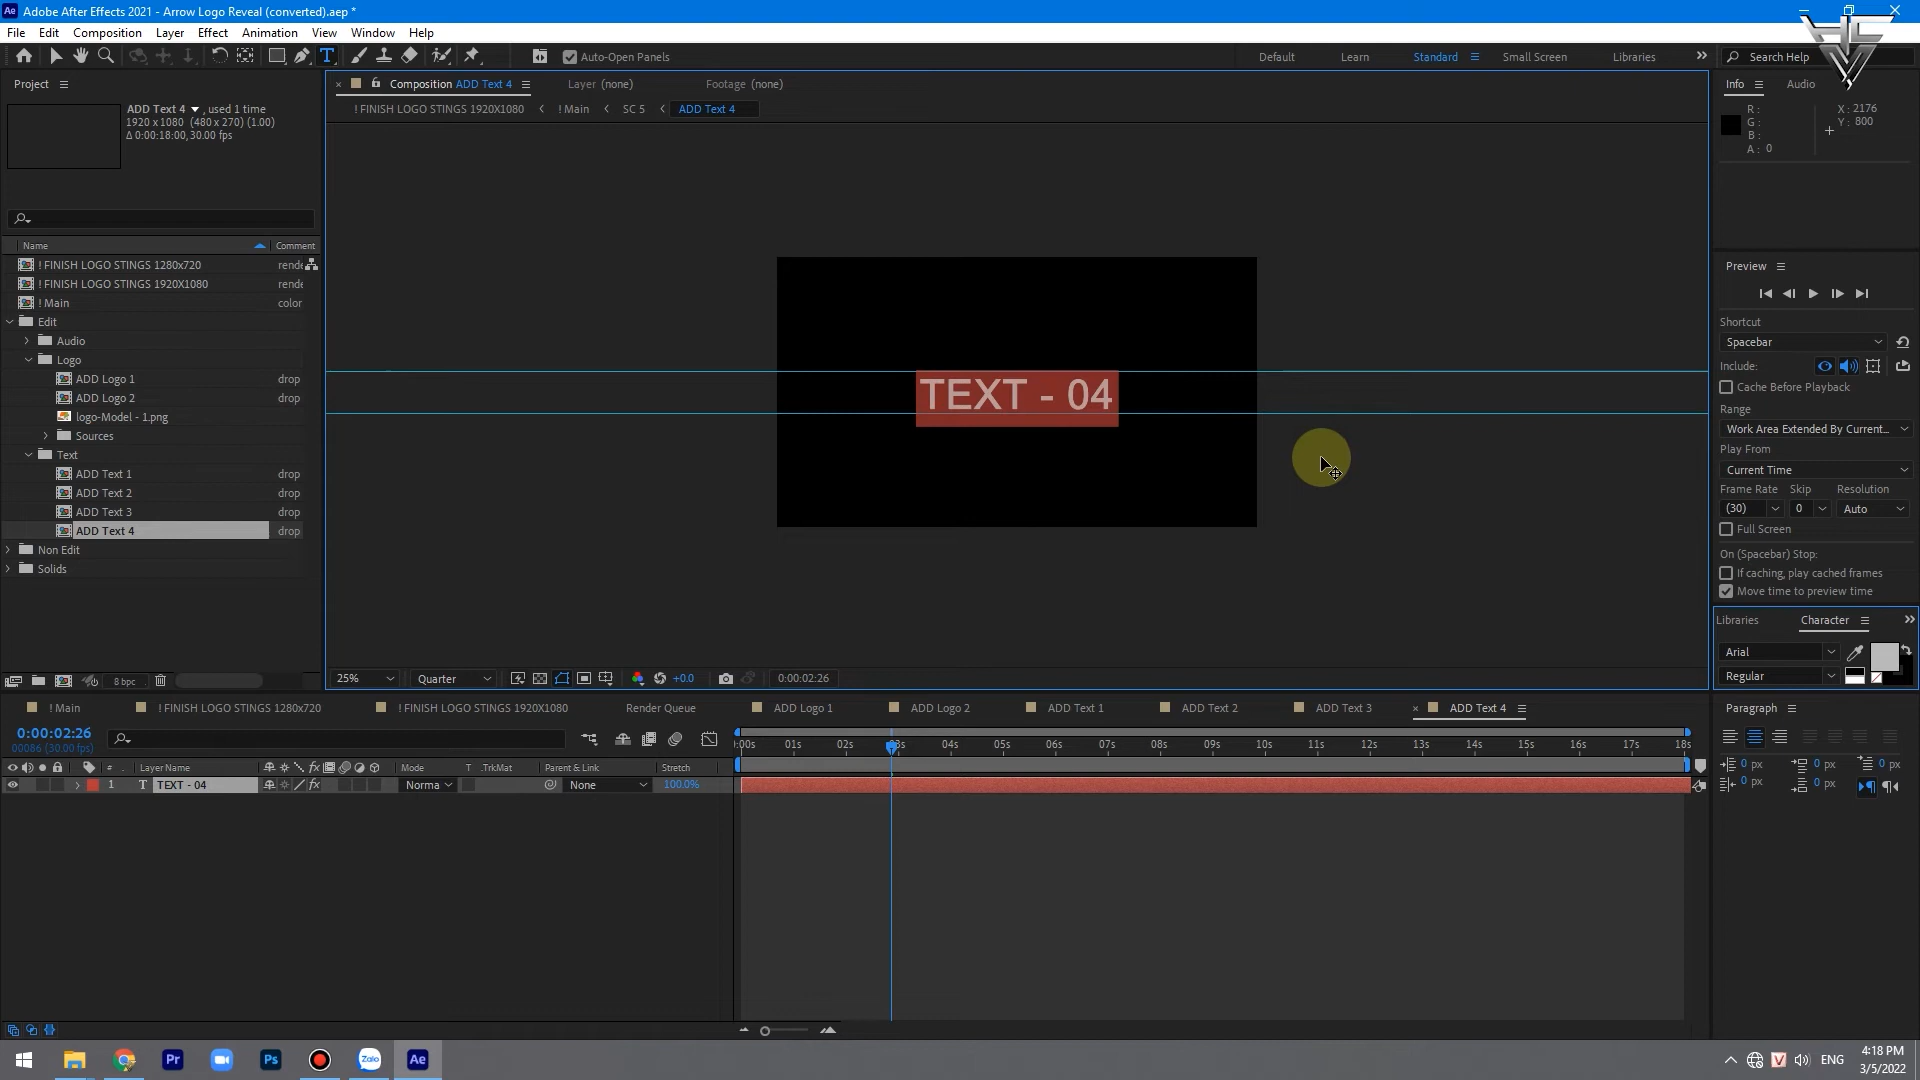 Ae Adobe After Effects 2021 - Arrow Logo Reveal (converted).aep *
File Edit Composition Layer Effect Animation View Window Help
Auto-Open Panels Default Learn Standard Small Screen Libraries Search Help
Project
ADD Text 4 , used 1 time
1920 x 1080 (480 x 270) (1.00)
Δ 0:00:18:00, 30.00 fps
Name Comment
! FINISH LOGO STINGS 1280x720 rende
! FINISH LOGO STINGS 1920X1080 rende
! Main color
Edit
Audio
Logo
ADD Logo 1 drop
ADD Logo 2 drop
logo-Model - 1.png
Sources
Text
ADD Text 1 drop
ADD Text 2 drop
ADD Text 3 drop
ADD Text 4 drop
Non Edit
Solids
8 bpc
Composition ADD Text 4 Layer (none) Footage (none)
! FINISH LOGO STINGS 1920X1080 ! Main SC 5 ADD Text 4
TEXT - 04
25% Quarter +0.0 0:00:02:26
Info Audio
R :
G :
B :
A : 0
X : 2176
Y : 800
Preview
Shortcut
Spacebar
Include:
Cache Before Playback
Range
Work Area Extended By Current...
Play From
Current Time
Frame Rate Skip Resolution
(30) 0 Auto
Full Screen
On (Spacebar) Stop:
If caching, play cached frames
Move time to preview time
Libraries Character
Arial
Regular
Paragraph
0 px 0 px 0 px
0 px 0 px
! Main ! FINISH LOGO STINGS 1280x720 ! FINISH LOGO STINGS 1920X1080 Render Queue ADD Logo 1 ADD Logo 2 ADD Text 1 ADD Text 2 ADD Text 3 ADD Text 4
0:00:02:26
00086 (30.00 fps)
:00s 01s 02s 03s 04s 05s 06s 07s 08s 09s 10s 11s 12s 13s 14s 15s 16s 17s 18s
# Layer Name Mode T .TrkMat Parent & Link Stretch
1 T TEXT - 04 Norma None 100.0%
Pr Ps Zalo Ae
V ENG
4:18 PM
3/5/2022